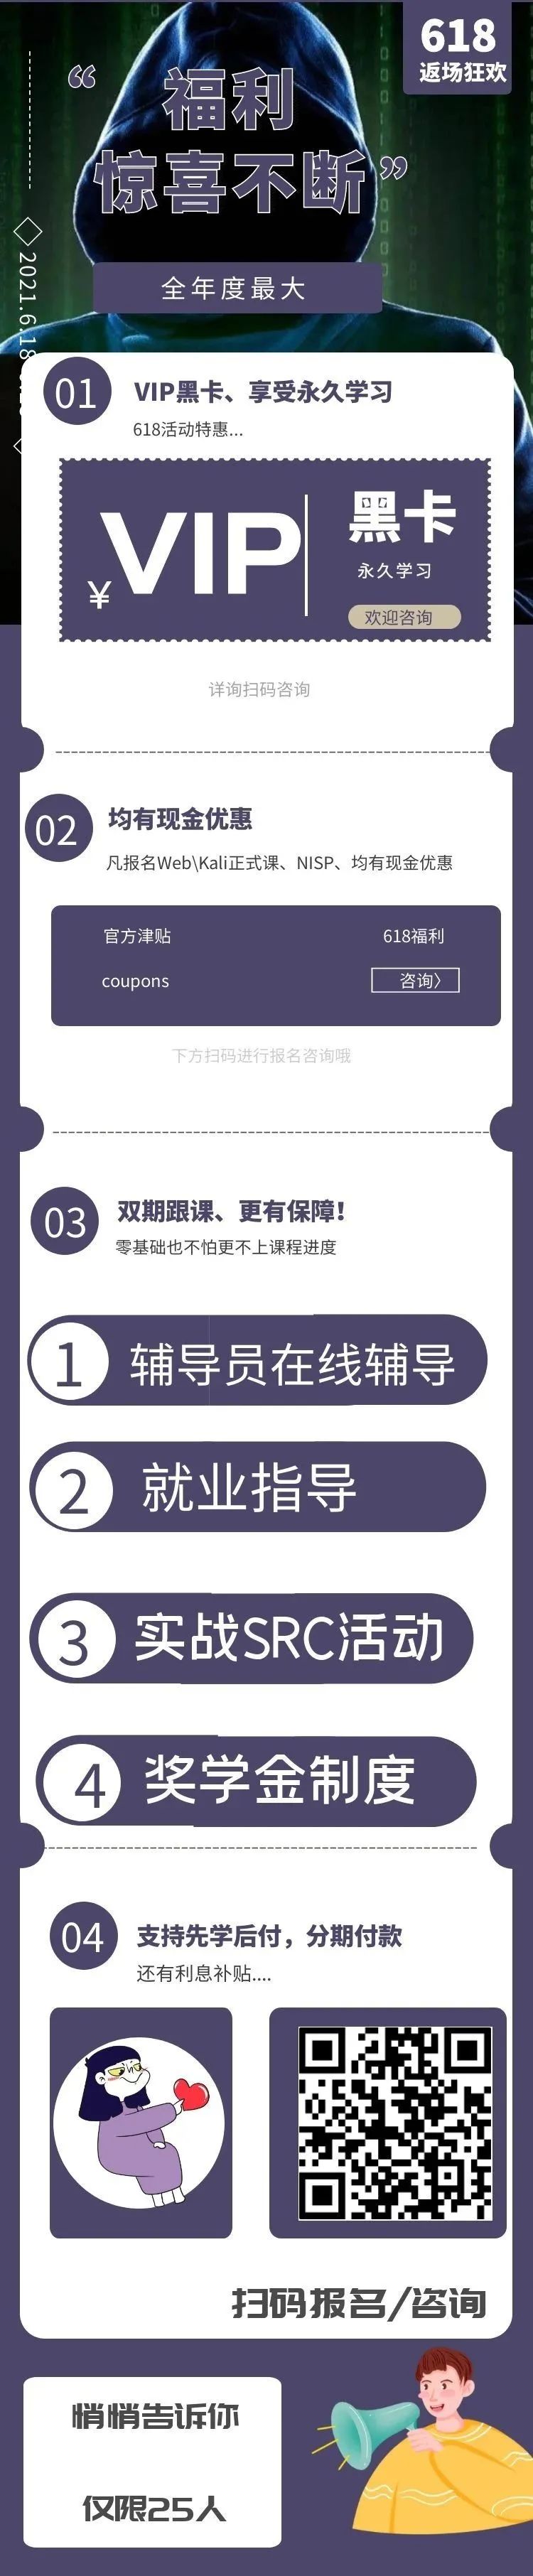 618
返场狂欢
“ 福利
惊喜不断 ”
全年度最大
2021.6.18
01
VIP黑卡、享受永久学习
618活动特惠...
¥ VIP
黑卡
永久学习
欢迎咨询
详询扫码咨询
02
均有现金优惠
凡报名Web\Kali正式课、NISP、均有现金优惠
官方津贴 618福利
coupons 咨询〉
下方扫码进行报名咨询哦
03
双期跟课、更有保障！
零基础也不怕更不上课程进度
1 辅导员在线辅导
2 就业指导
3 实战SRC活动
4 奖学金制度
04
支持先学后付，分期付款
还有利息补贴....
扫码报名/咨询
悄悄告诉你
仅限25人